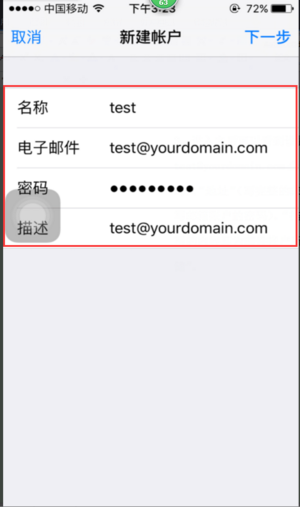 中国移动 下午3:23 63 72%
取消 新建帐户 下一步
名称 test
电子邮件 test@yourdomain.com
密码 ●●●●●●●●●
描述 test@yourdomain.com